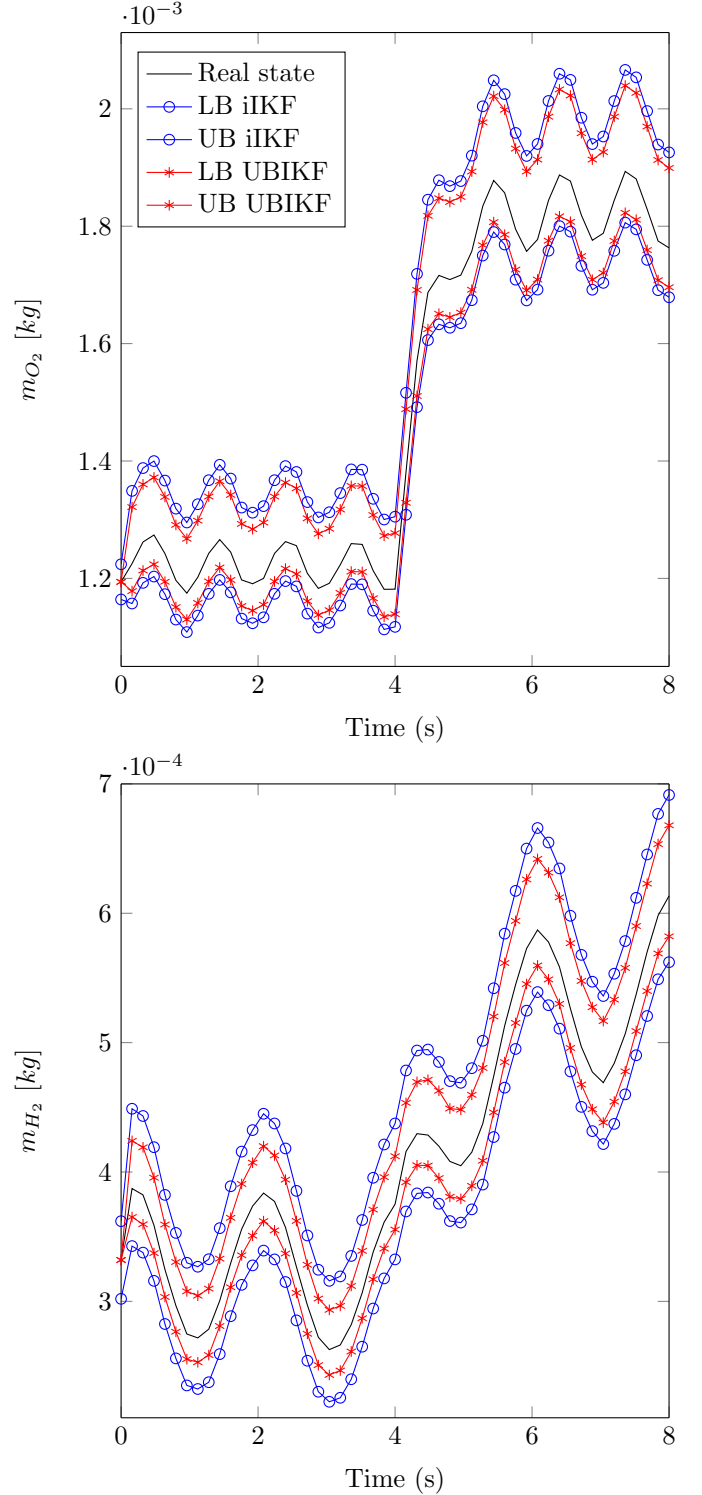 ·10⁻³
Real state
LB iIKF
UB iIKF
LB UBIKF
UB UBIKF
2
1.8
1.6
1.4
1.2
m_{O_2} [kg]
0 2 4 6 8
Time (s)
·10⁻⁴
7
6
5
4
3
m_{H_2} [kg]
0 2 4 6 8
Time (s)